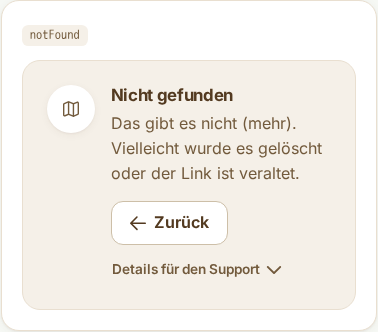 notFound
Nicht gefunden
Das gibt es nicht (mehr).
Vielleicht wurde es gelöscht
oder der Link ist veraltet.
Zurück
Details für den Support